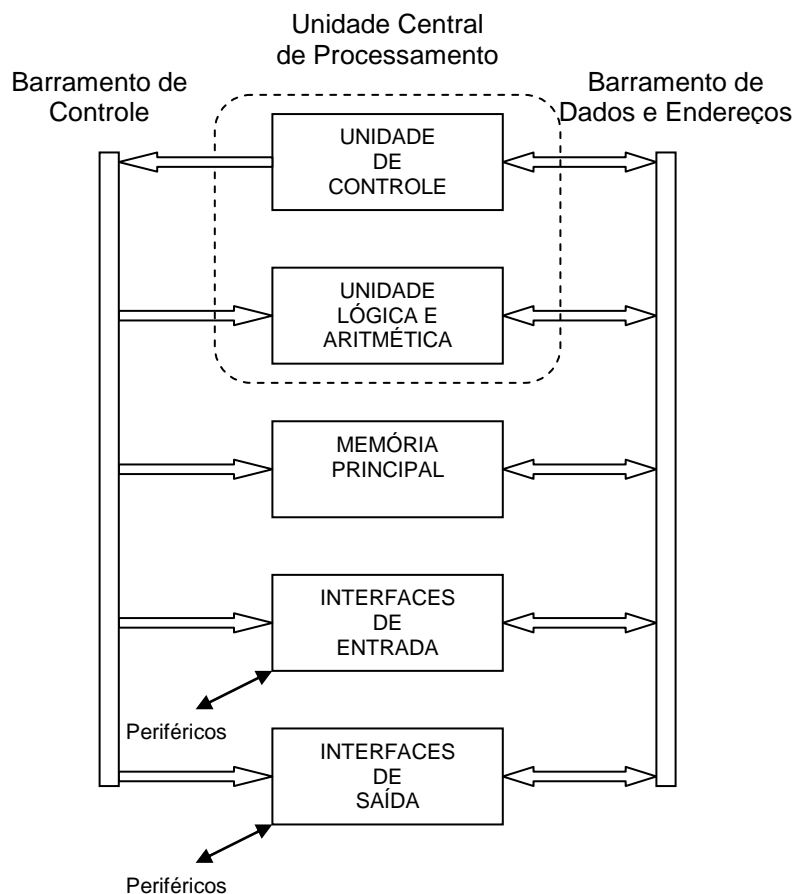 Unidade Central
de Processamento
Barramento de
Controle
Barramento de
Dados e Endereços
UNIDADE
DE
CONTROLE
UNIDADE
LÓGICA E
ARITMÉTICA
MEMÓRIA
PRINCIPAL
INTERFACES
DE
ENTRADA
Periféricos
INTERFACES
DE
SAÍDA
Periféricos